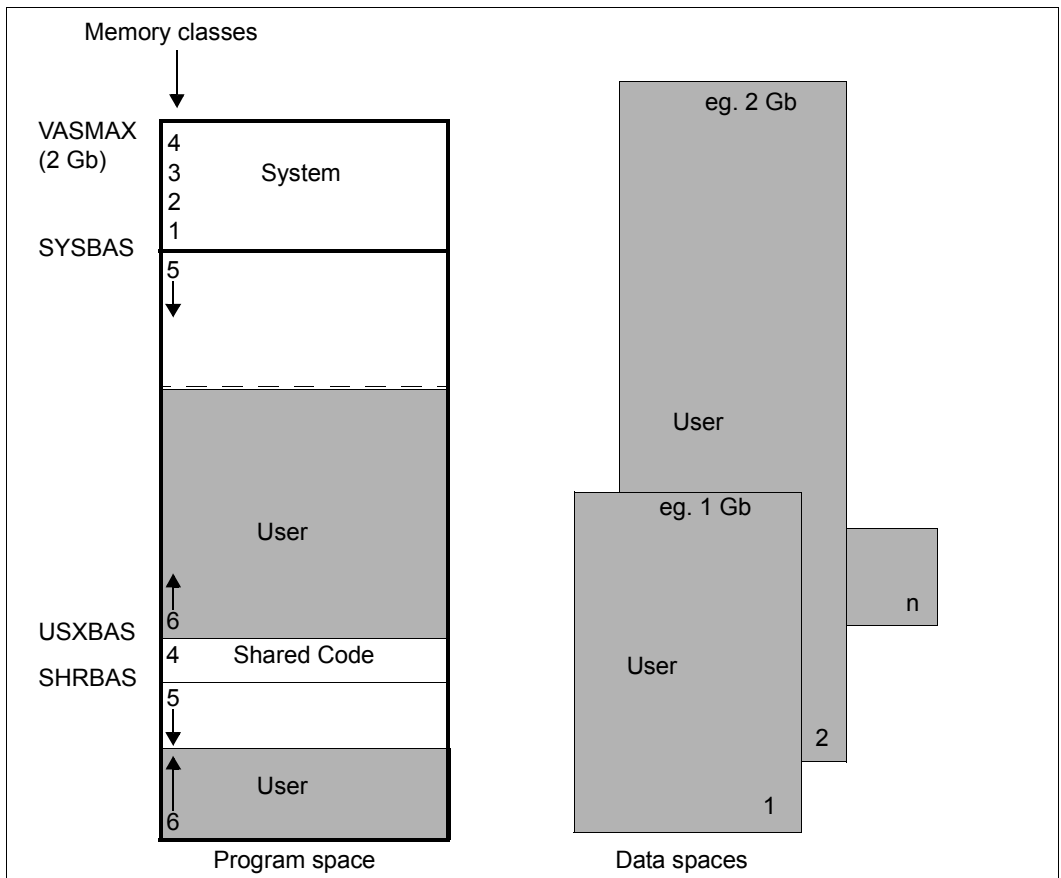 Memory classes
VASMAX
(2 Gb)
4
3
2
1
System
SYSBAS
5
User
6
USXBAS
4
Shared Code
SHRBAS
5
User
6
Program space
eg. 2 Gb
User
eg. 1 Gb
User
n
2
1
Data spaces